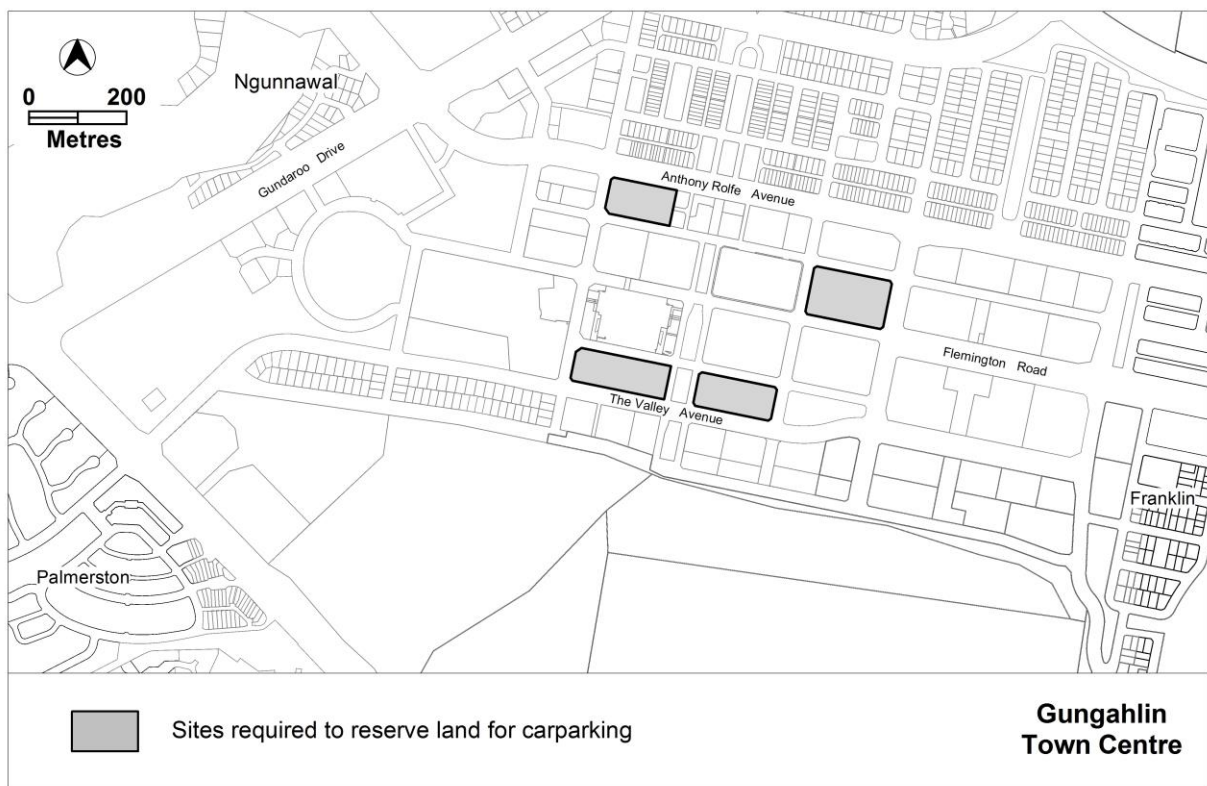 Ngunnawal
0 200
Metres
Gundaroo Drive
Anthony Rolfe Avenue
Flemington Road
The Valley Avenue
Franklin
Palmerston
Sites required to reserve land for carparking
Gungahlin
Town Centre